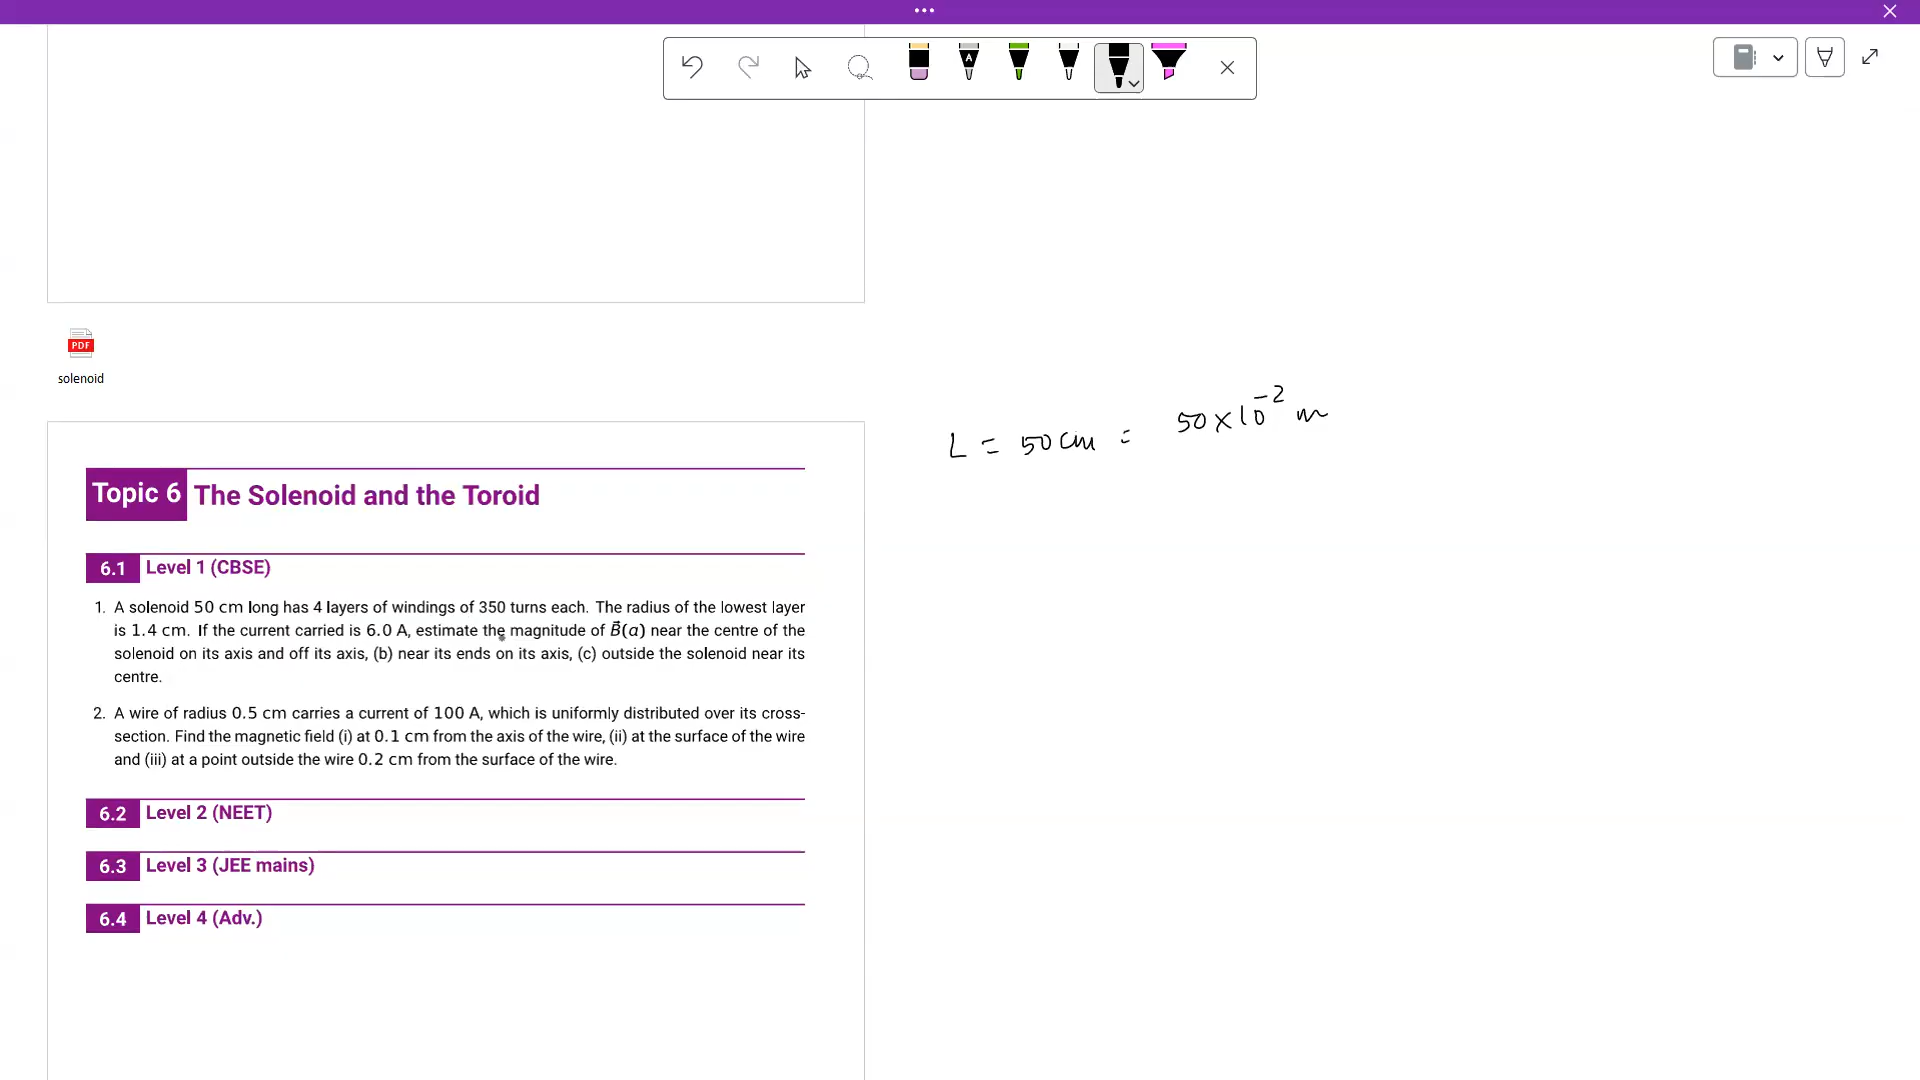 A
PDF
solenoid
L = 50 cm = 50 × 10⁻² m
Topic 6 The Solenoid and the Toroid
6.1 Level 1 (CBSE)
1. A solenoid 50 cm long has 4 layers of windings of 350 turns each. The radius of the lowest layer
is 1.4 cm. If the current carried is 6.0 A, estimate the magnitude of B⃗(a) near the centre of the
solenoid on its axis and off its axis, (b) near its ends on its axis, (c) outside the solenoid near its
centre.
2. A wire of radius 0.5 cm carries a current of 100 A, which is uniformly distributed over its cross-
section. Find the magnetic field (i) at 0.1 cm from the axis of the wire, (ii) at the surface of the wire
and (iii) at a point outside the wire 0.2 cm from the surface of the wire.
6.2 Level 2 (NEET)
6.3 Level 3 (JEE mains)
6.4 Level 4 (Adv.)